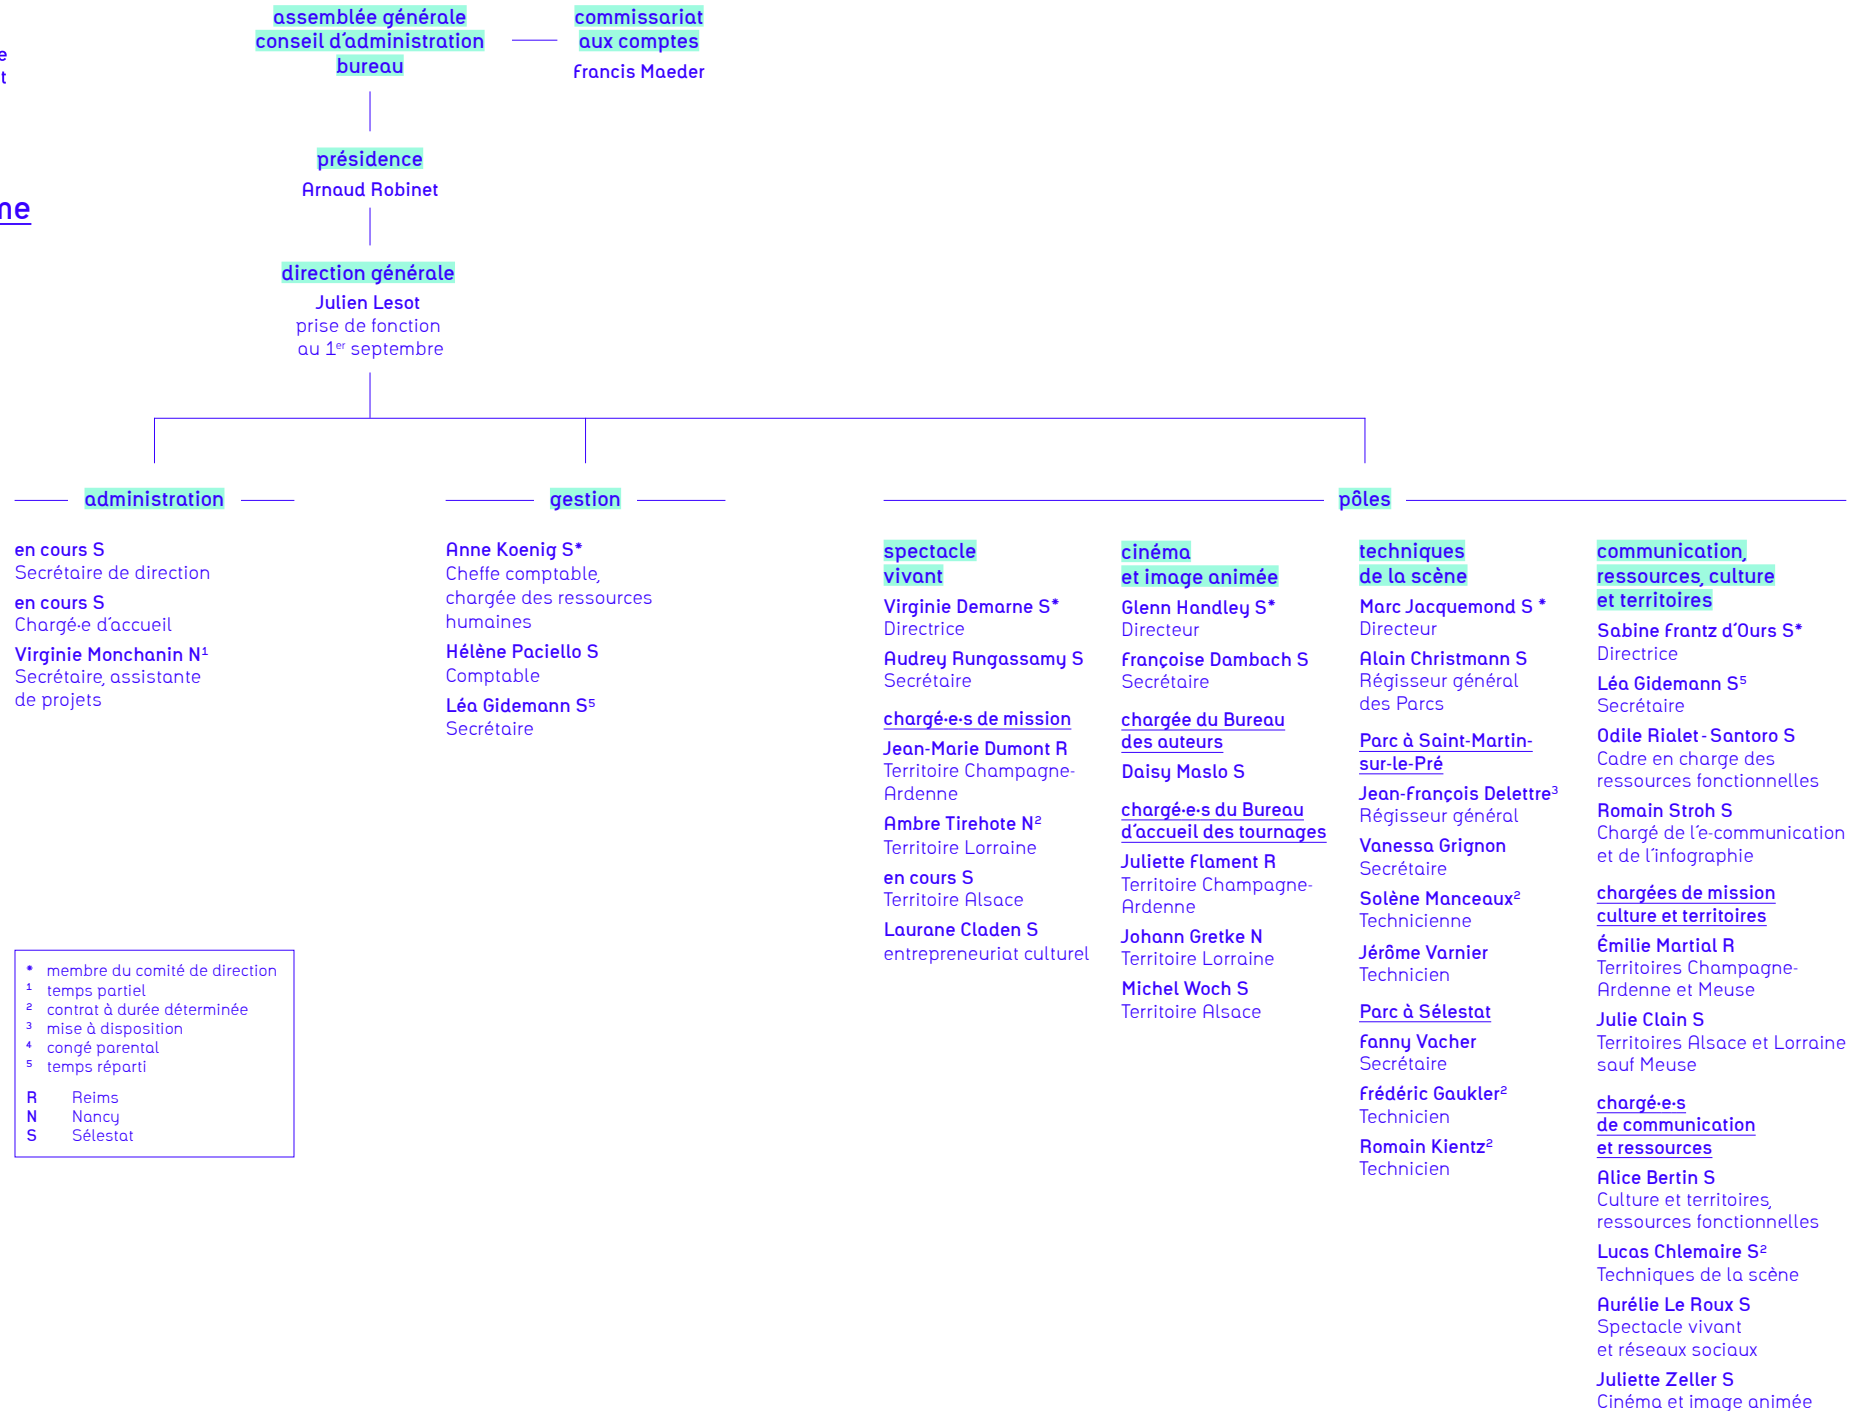 e
t
me
assemblée générale
conseil d'administration
bureau
commissariat
aux comptes
Francis Maeder
présidence
Arnaud Robinet
direction générale
Julien Lesot
prise de fonction
au 1er septembre
administration
en cours S
Secrétaire de direction
en cours S
Chargé·e d'accueil
Virginie Monchanin N¹
Secrétaire, assistante
de projets
gestion
Anne Koenig S*
Cheffe comptable,
chargée des ressources
humaines
Hélène Paciello S
Comptable
Léa Gidemann S⁵
Secrétaire
pôles
spectacle
vivant
Virginie Demarne S*
Directrice
Audrey Rungassamy S
Secrétaire
chargé·e·s de mission
Jean-Marie Dumont R
Territoire Champagne-
Ardenne
Ambre Tirehote N²
Territoire Lorraine
en cours S
Territoire Alsace
Laurane Claden S
entrepreneuriat culturel
cinéma
et image animée
Glenn Handley S*
Directeur
Françoise Dambach S
Secrétaire
chargée du Bureau
des auteurs
Daisy Maslo S
chargé·e·s du Bureau
d'accueil des tournages
Juliette Flament R
Territoire Champagne-
Ardenne
Johann Gretke N
Territoire Lorraine
Michel Woch S
Territoire Alsace
techniques
de la scène
Marc Jacquemond S *
Directeur
Alain Christmann S
Régisseur général
des Parcs
Parc à Saint-Martin-
sur-le-Pré
Jean-François Delettre³
Régisseur général
Vanessa Grignon
Secrétaire
Solène Manceaux²
Technicienne
Jérôme Varnier
Technicien
Parc à Sélestat
Fanny Vacher
Secrétaire
Frédéric Gaukler²
Technicien
Romain Kientz²
Technicien
communication,
ressources, culture
et territoires
Sabine Frantz d'Ours S*
Directrice
Léa Gidemann S⁵
Secrétaire
Odile Rialet-Santoro S
Cadre en charge des
ressources fonctionnelles
Romain Stroh S
Chargé de l'e-communication
et de l'infographie
chargées de mission
culture et territoires
Émilie Martial R
Territoires Champagne-
Ardenne et Meuse
Julie Clain S
Territoires Alsace et Lorraine
sauf Meuse
chargé·e·s
de communication
et ressources
Alice Bertin S
Culture et territoires,
ressources fonctionnelles
Lucas Chlemaire S²
Techniques de la scène
Aurélie Le Roux S
Spectacle vivant
et réseaux sociaux
Juliette Zeller S
Cinéma et image animée
* membre du comité de direction
¹ temps partiel
² contrat à durée déterminée
³ mise à disposition
⁴ congé parental
⁵ temps réparti
R Reims
N Nancy
S Sélestat